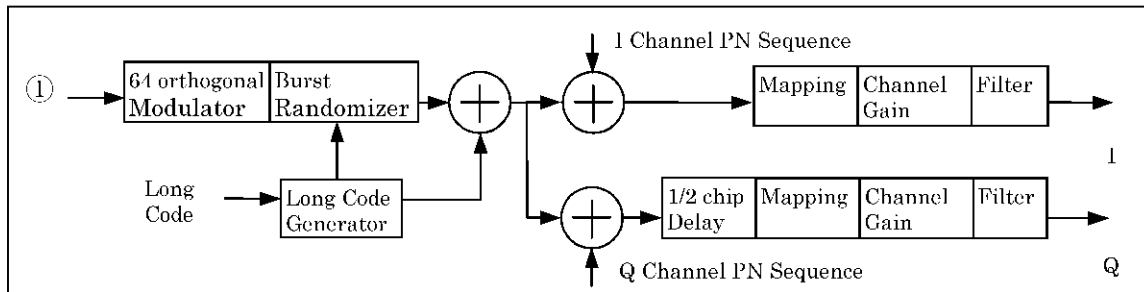 I Channel PN Sequence
①
64 orthogonal
Modulator
Burst
Randomizer
Mapping
Channel
Gain
Filter
I
Long
Code
Long Code
Generator
1/2 chip
Delay
Mapping
Channel
Gain
Filter
Q Channel PN Sequence
Q